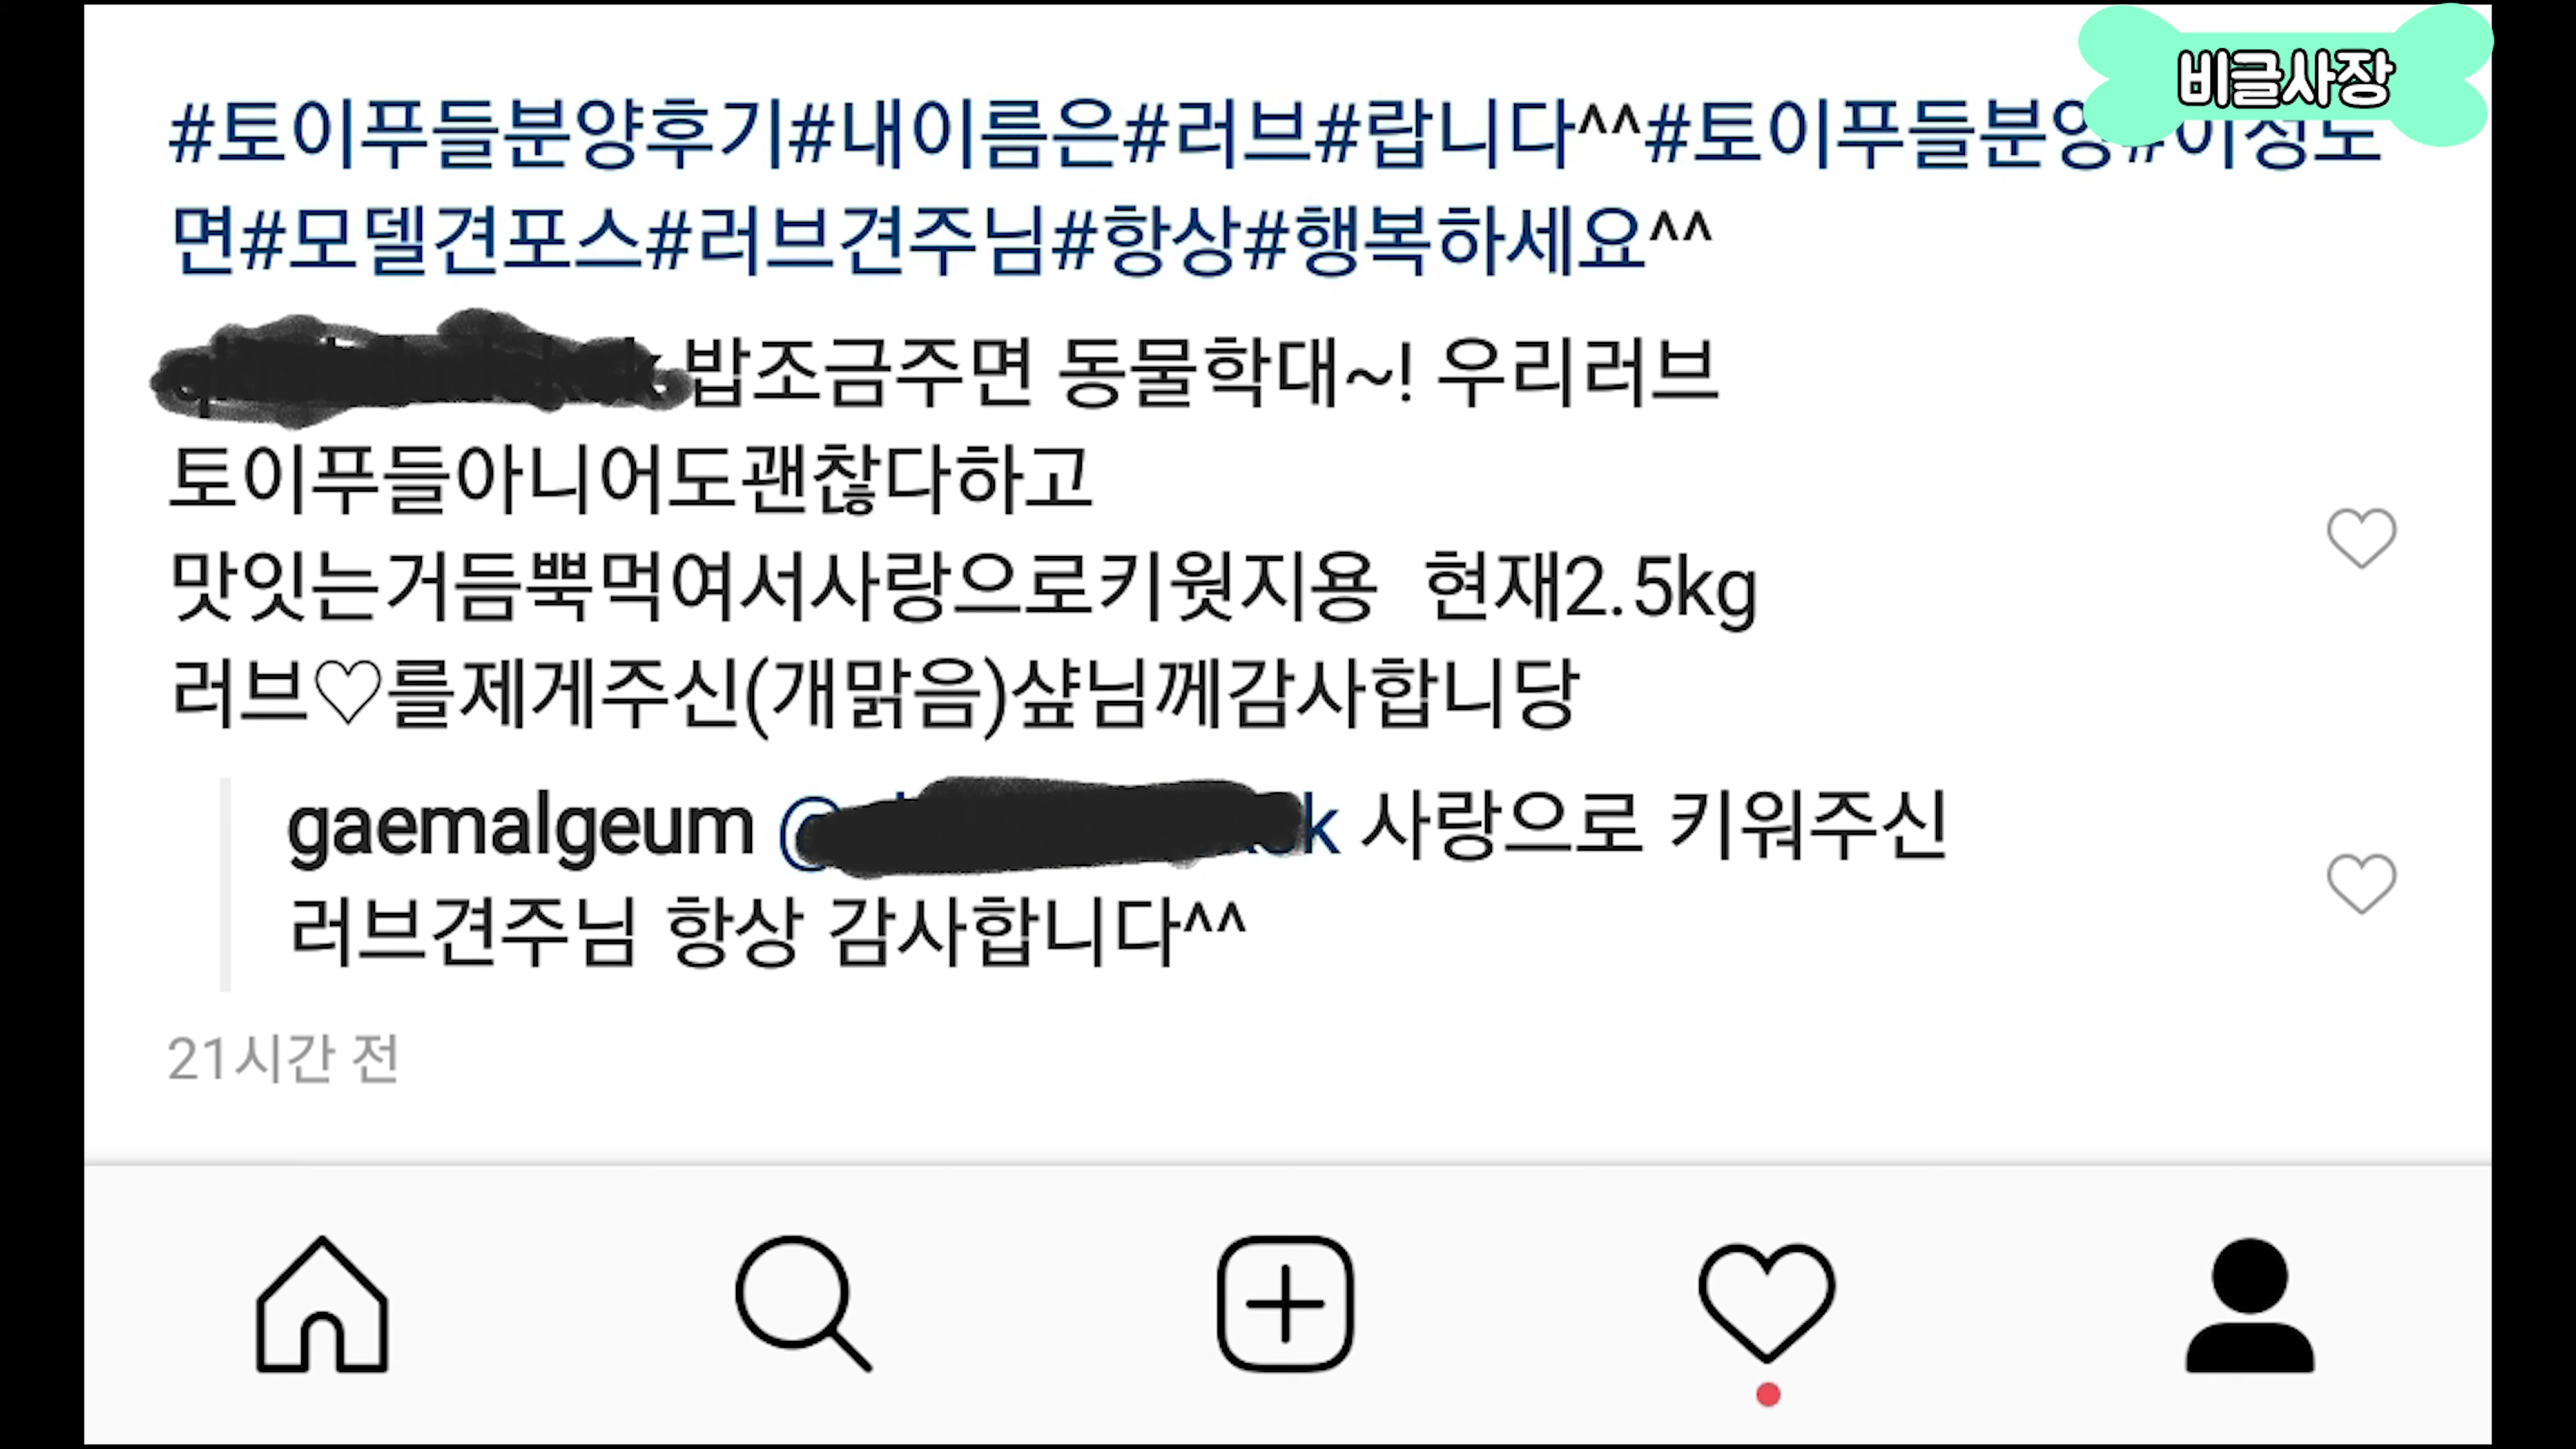 비글사장
#토이푸들분양후기#내이름은#러브#랍니다^^#토이푸들분양#이정도
면#모델견포스#러브견주님#항상#행복하세요^^
밥조금주면 동물학대~! 우리러브
토이푸들아니어도괜찮다하고
맛잇는거듬뿍먹여서사랑으로키웟지용 현재2.5kg
러브♡를제게주신(개맑음)샾님께감사합니당
gaemalgeum 사랑으로 키워주신
러브견주님 항상 감사합니다^^
21시간 전